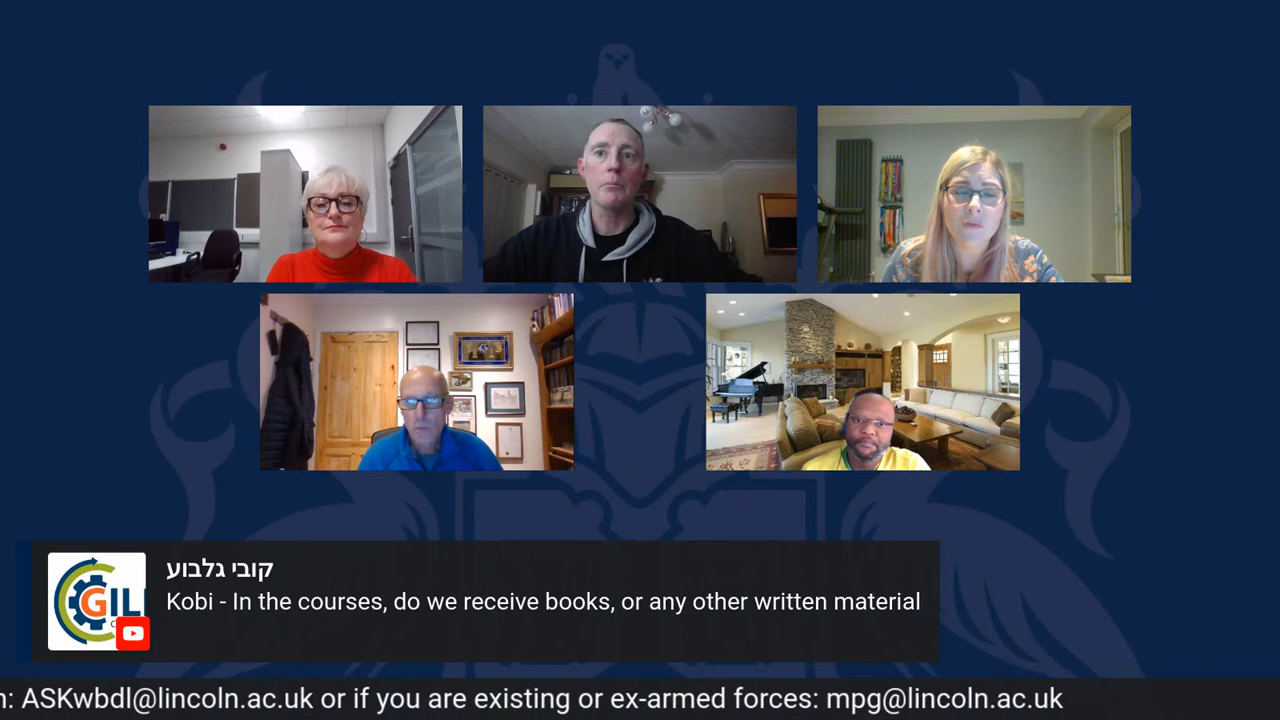 GIL
קובי גלבוע
Kobi - In the courses, do we receive books, or any other written material
n: ASKwbdl@lincoln.ac.uk or if you are existing or ex-armed forces: mpg@lincoln.ac.uk